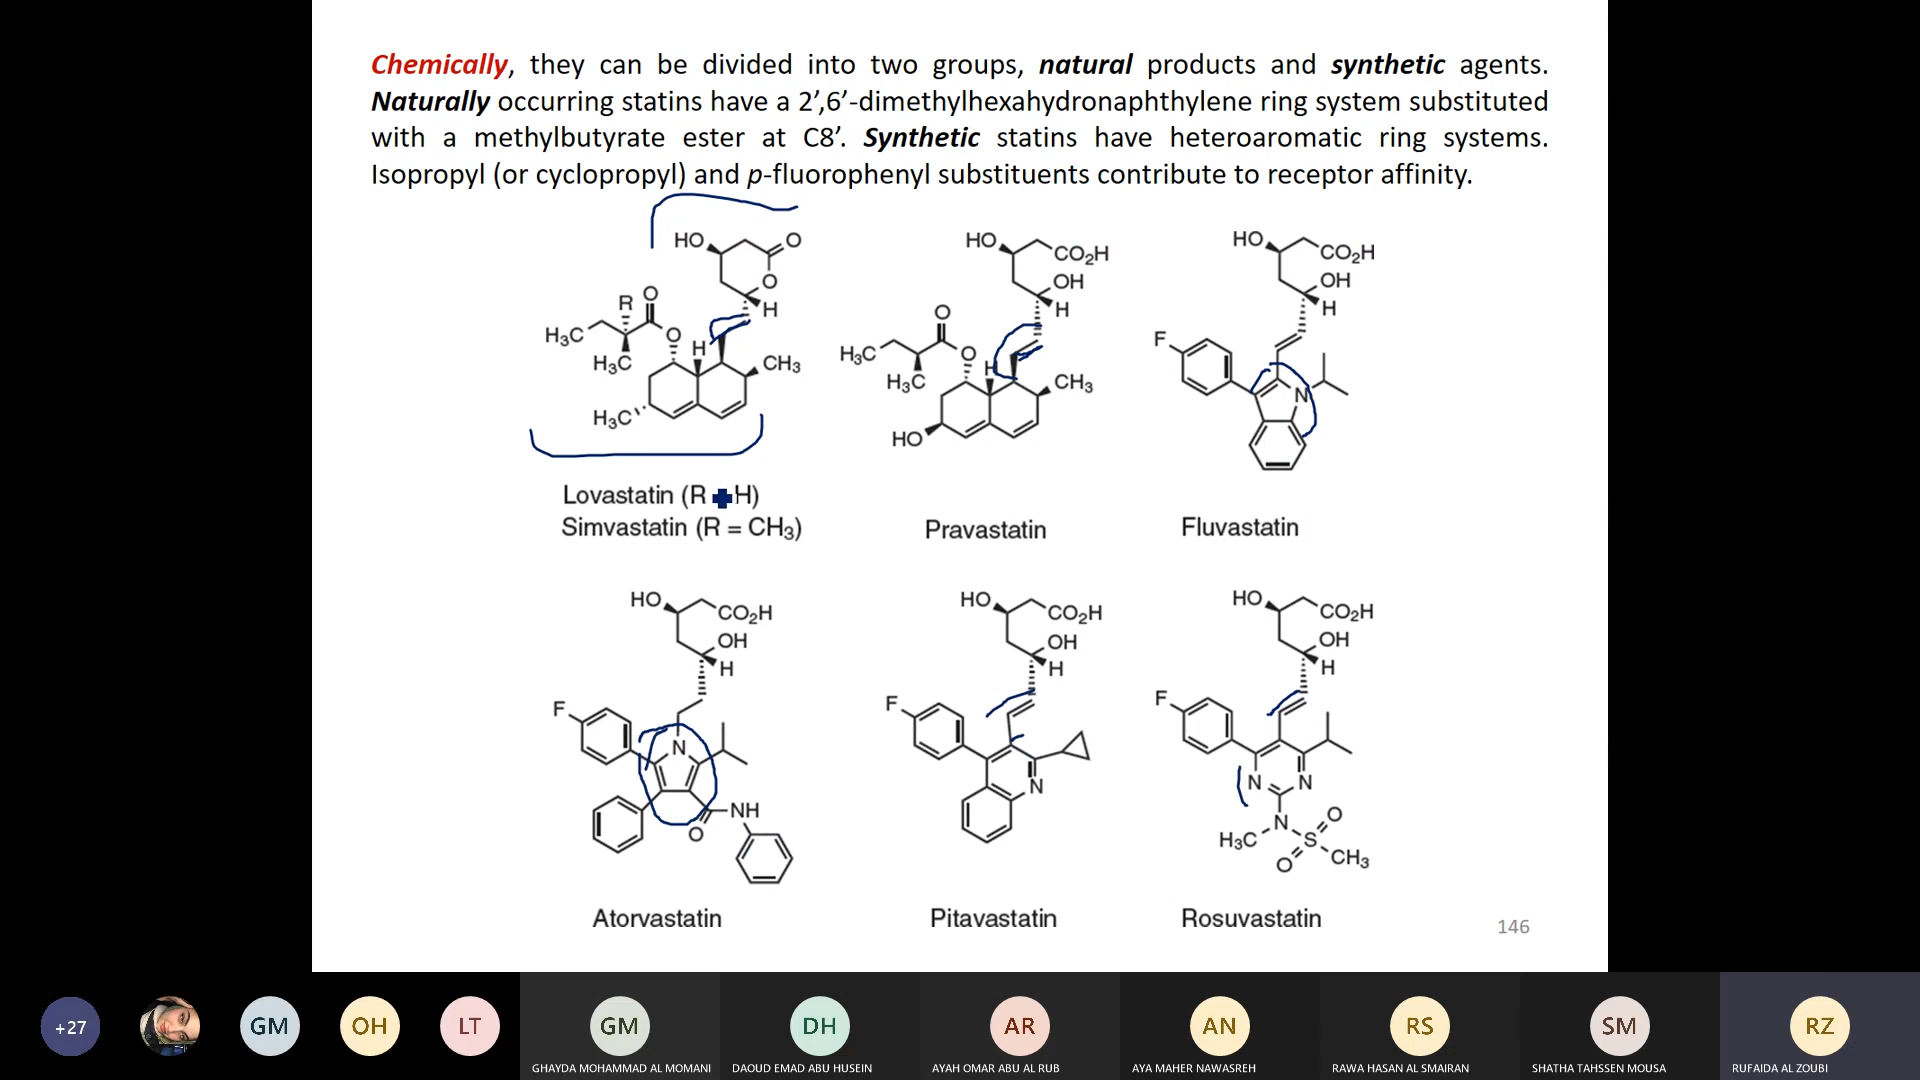 Chemically, they can be divided into two groups, natural products and synthetic agents.
Naturally occurring statins have a 2’,6’-dimethylhexahydronaphthylene ring system substituted
with a methylbutyrate ester at C8’. Synthetic statins have heteroaromatic ring systems.
Isopropyl (or cyclopropyl) and p-fluorophenyl substituents contribute to receptor affinity.
HO
O
O
H
R
O
H₃C
H₃C
O
H
CH₃
H₃C
Lovastatin (R H)
Simvastatin (R = CH₃)
HO
CO₂H
OH
H
O
H₃C
H₃C
O
H
CH₃
HO
Pravastatin
HO
CO₂H
OH
H
F
N
Fluvastatin
HO
CO₂H
OH
H
F
N
NH
O
Atorvastatin
HO
CO₂H
OH
H
F
N
Pitavastatin
HO
CO₂H
OH
H
F
N
N
N
H₃C
S
O
O
CH₃
Rosuvastatin
146
+27
GM
OH
LT
GM
DH
AR
AN
RS
SM
RZ
GHAYDA MOHAMMAD AL MOMANI
DAOUD EMAD ABU HUSEIN
AYAH OMAR ABU AL RUB
AYA MAHER NAWASREH
RAWA HASAN AL SMAIRAN
SHATHA TAHSSEN MOUSA
RUFAIDA AL ZOUBI